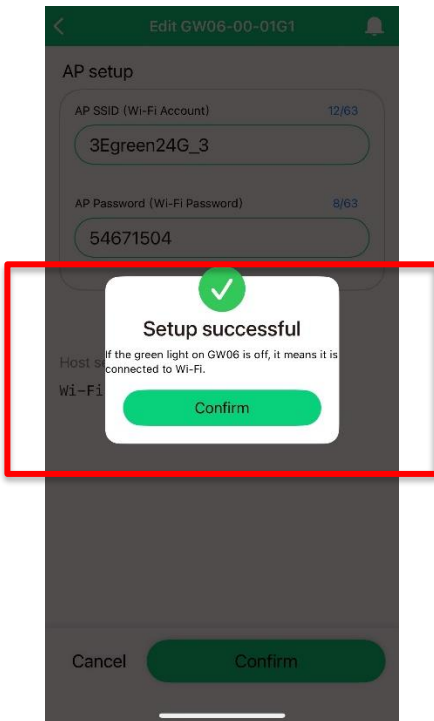 Edit GW06-00-01G1
AP setup
AP SSID (Wi-Fi Account) 12/63
3Egreen24G_3
AP Password (Wi-Fi Password) 8/63
54671504
Setup successful
If the green light on GW06 is off, it means it is
connected to Wi-Fi.
Host s
Wi-Fi
Confirm
Cancel Confirm